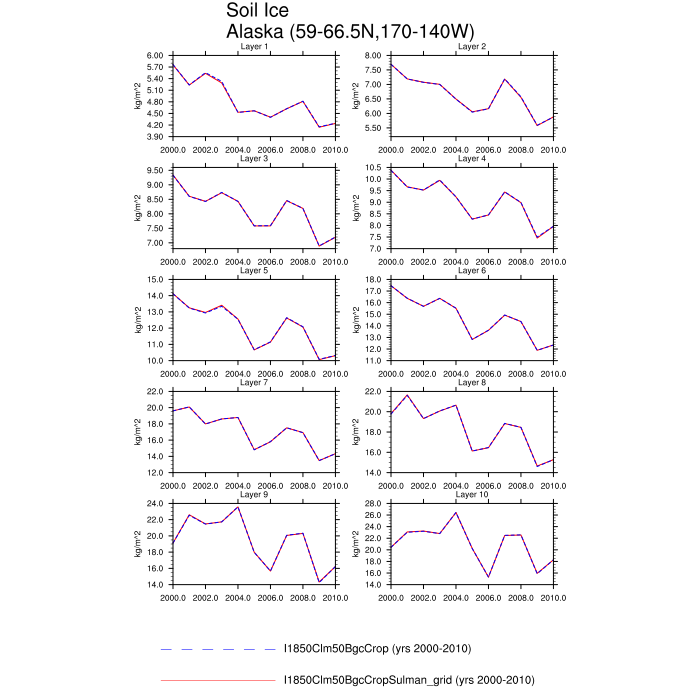 Soil Ice
Alaska (59-66.5N,170-140W)
Layer 1
6.00
5.70
5.40
5.10
4.80
4.50
4.20
3.90
kg/m^2
2000.0 2002.0 2004.0 2006.0 2008.0 2010.0
Layer 2
8.00
7.50
7.00
6.50
6.00
5.50
kg/m^2
2000.0 2002.0 2004.0 2006.0 2008.0 2010.0
Layer 3
9.50
9.00
8.50
8.00
7.50
7.00
kg/m^2
2000.0 2002.0 2004.0 2006.0 2008.0 2010.0
Layer 4
10.5
10.0
9.5
9.0
8.5
8.0
7.5
7.0
kg/m^2
2000.0 2002.0 2004.0 2006.0 2008.0 2010.0
Layer 5
15.0
14.0
13.0
12.0
11.0
10.0
kg/m^2
2000.0 2002.0 2004.0 2006.0 2008.0 2010.0
Layer 6
18.0
17.0
16.0
15.0
14.0
13.0
12.0
11.0
kg/m^2
2000.0 2002.0 2004.0 2006.0 2008.0 2010.0
Layer 7
22.0
20.0
18.0
16.0
14.0
12.0
kg/m^2
2000.0 2002.0 2004.0 2006.0 2008.0 2010.0
Layer 8
22.0
20.0
18.0
16.0
14.0
kg/m^2
2000.0 2002.0 2004.0 2006.0 2008.0 2010.0
Layer 9
24.0
22.0
20.0
18.0
16.0
14.0
kg/m^2
2000.0 2002.0 2004.0 2006.0 2008.0 2010.0
Layer 10
28.0
26.0
24.0
22.0
20.0
18.0
16.0
14.0
kg/m^2
2000.0 2002.0 2004.0 2006.0 2008.0 2010.0
I1850Clm50BgcCrop (yrs 2000-2010)
I1850Clm50BgcCropSulman_grid (yrs 2000-2010)